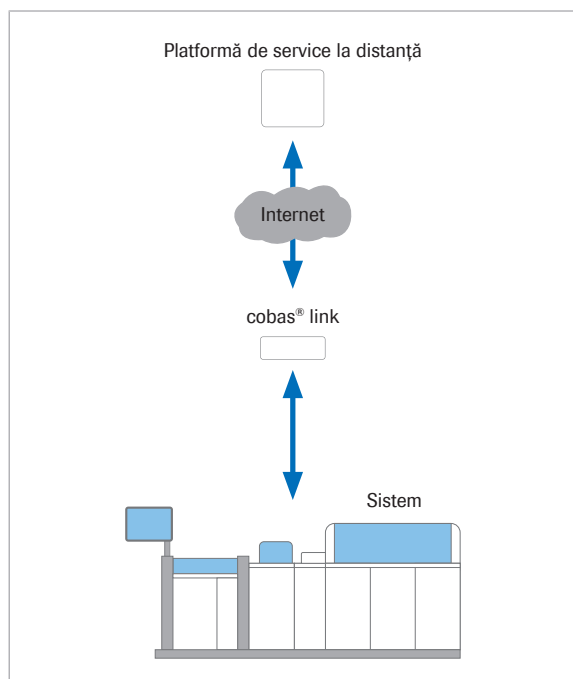 Platformă de service la distanță
Internet
cobas® link
Sistem